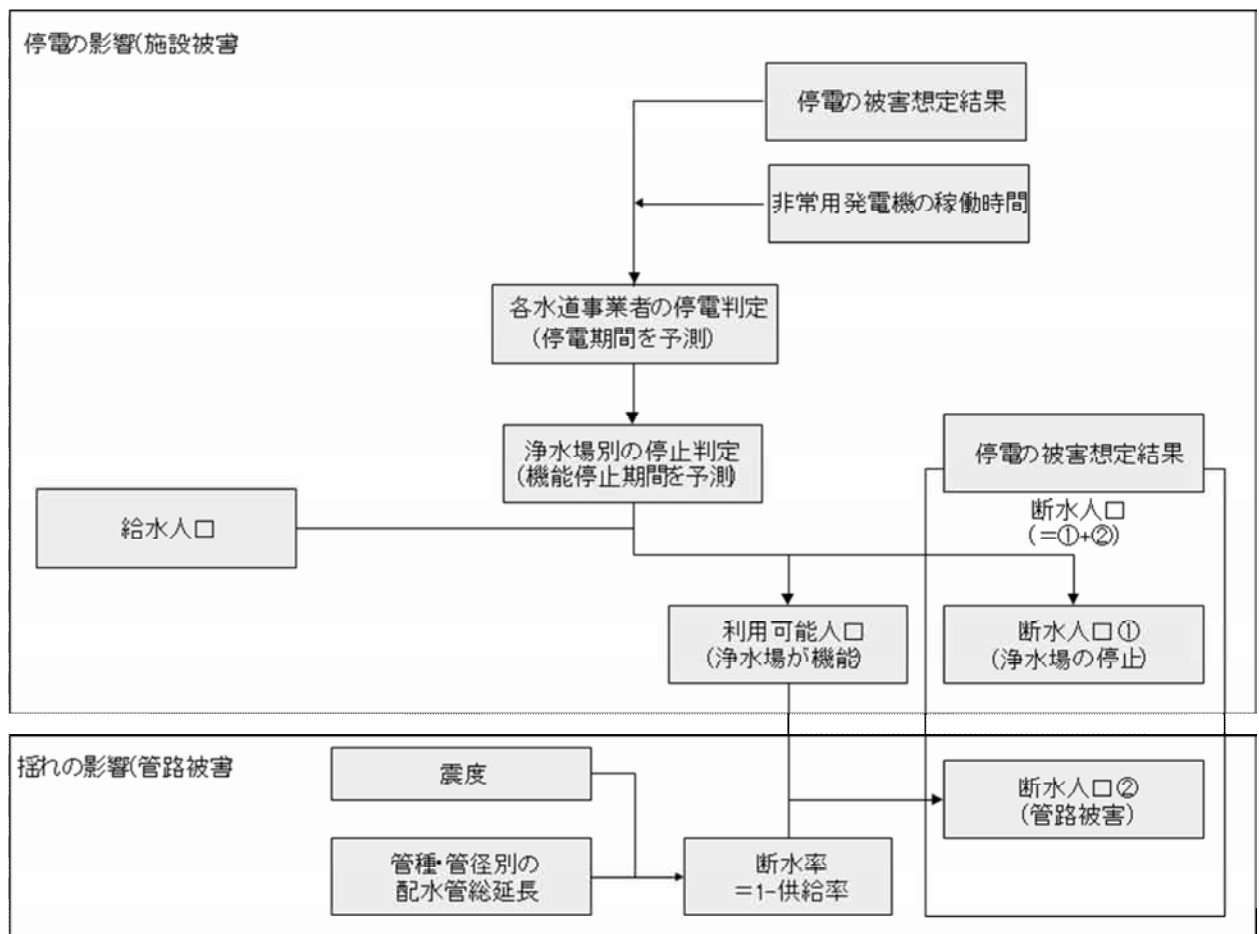 停電の影響(施設被害
停電の被害想定結果
非常用発電機の稼働時間
各水道事業者の停電判定
(停電期間を予測)
浄水場別の停止判定
(機能停止期間を予測)
停電の被害想定結果
断水人口
(=①+②)
給水人口
利用可能人口
(浄水場が機能)
断水人口①
(浄水場の停止)
揺れの影響(管路被害
震度
断水人口②
(管路被害)
管種・管径別の
配水管総延長
断水率
=1-供給率